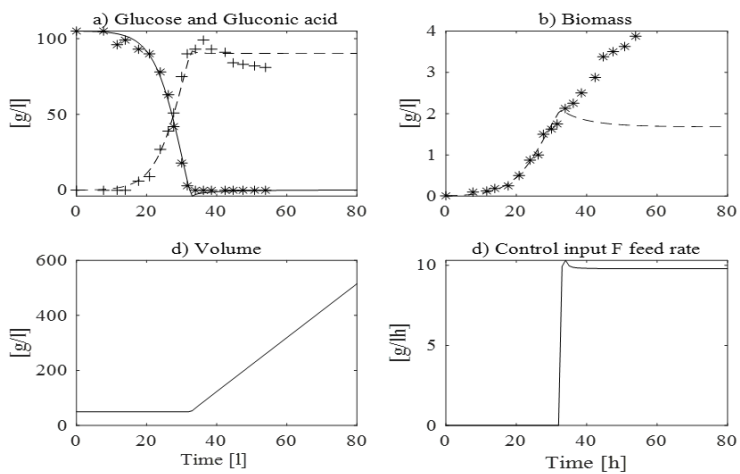 a) Glucose and Gluconic acid
[g/l]
100
50
0
0 20 40 60 80
b) Biomass
[g/l]
4
3
2
1
0
0 20 40 60 80
d) Volume
[g/l]
600
400
200
0
0 20 40 60 80
Time [l]
d) Control input F feed rate
[g/lh]
10
5
0
0 20 40 60 80
Time [h]